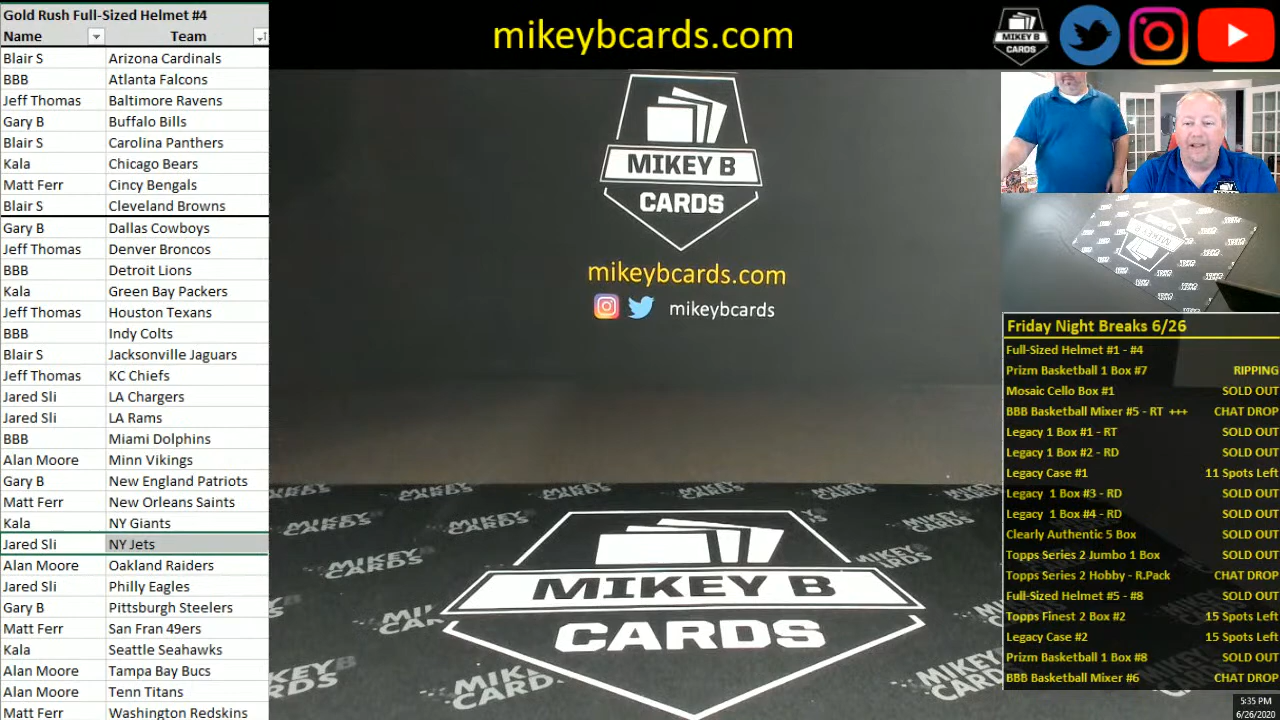 Gold Rush Full-Sized Helmet #4
Name Team
Blair S Arizona Cardinals
BBB Atlanta Falcons
Jeff Thomas Baltimore Ravens
Gary B Buffalo Bills
Blair S Carolina Panthers
Kala Chicago Bears
Matt Ferr Cincy Bengals
Blair S Cleveland Browns
Gary B Dallas Cowboys
Jeff Thomas Denver Broncos
BBB Detroit Lions
Kala Green Bay Packers
Jeff Thomas Houston Texans
BBB Indy Colts
Blair S Jacksonville Jaguars
Jeff Thomas KC Chiefs
Jared Sli LA Chargers
Jared Sli LA Rams
BBB Miami Dolphins
Alan Moore Minn Vikings
Gary B New England Patriots
Matt Ferr New Orleans Saints
Kala NY Giants
Jared Sli NY Jets
Alan Moore Oakland Raiders
Jared Sli Philly Eagles
Gary B Pittsburgh Steelers
Matt Ferr San Fran 49ers
Kala Seattle Seahawks
Alan Moore Tampa Bay Bucs
Alan Moore Tenn Titans
Matt Ferr Washington Redskins
mikeybcards.com
MIKEY B
CARDS
MIKEY B
CARDS
mikeybcards.com
mikeybcards
MIKEY B
CARDS
Friday Night Breaks 6/26
Full-Sized Helmet #1 - #4
Prizm Basketball 1 Box #7 RIPPING
Mosaic Cello Box #1 SOLD OUT
BBB Basketball Mixer #5 - RT +++ CHAT DROP
Legacy 1 Box #1 - RT SOLD OUT
Legacy 1 Box #2 - RD SOLD OUT
Legacy Case #1 11 Spots Left
Legacy 1 Box #3 - RD SOLD OUT
Legacy 1 Box #4 - RD SOLD OUT
Clearly Authentic 5 Box SOLD OUT
Topps Series 2 Jumbo 1 Box SOLD OUT
Topps Series 2 Hobby - R.Pack CHAT DROP
Full-Sized Helmet #5 - #8 SOLD OUT
Topps Finest 2 Box #2 15 Spots Left
Legacy Case #2 15 Spots Left
Prizm Basketball 1 Box #8 SOLD OUT
BBB Basketball Mixer #6 CHAT DROP
5:35 PM
6/26/2020